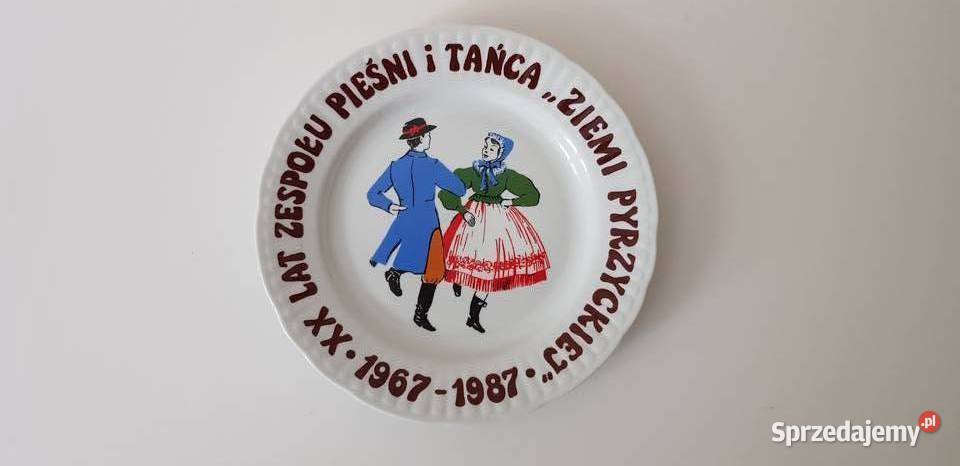 XX LAT ZESPOŁU PIEŚNI i TAŃCA „ZIEMI PYRZYCKIEJ”
• 1967 - 1987 •
Sprzedajemy.pl